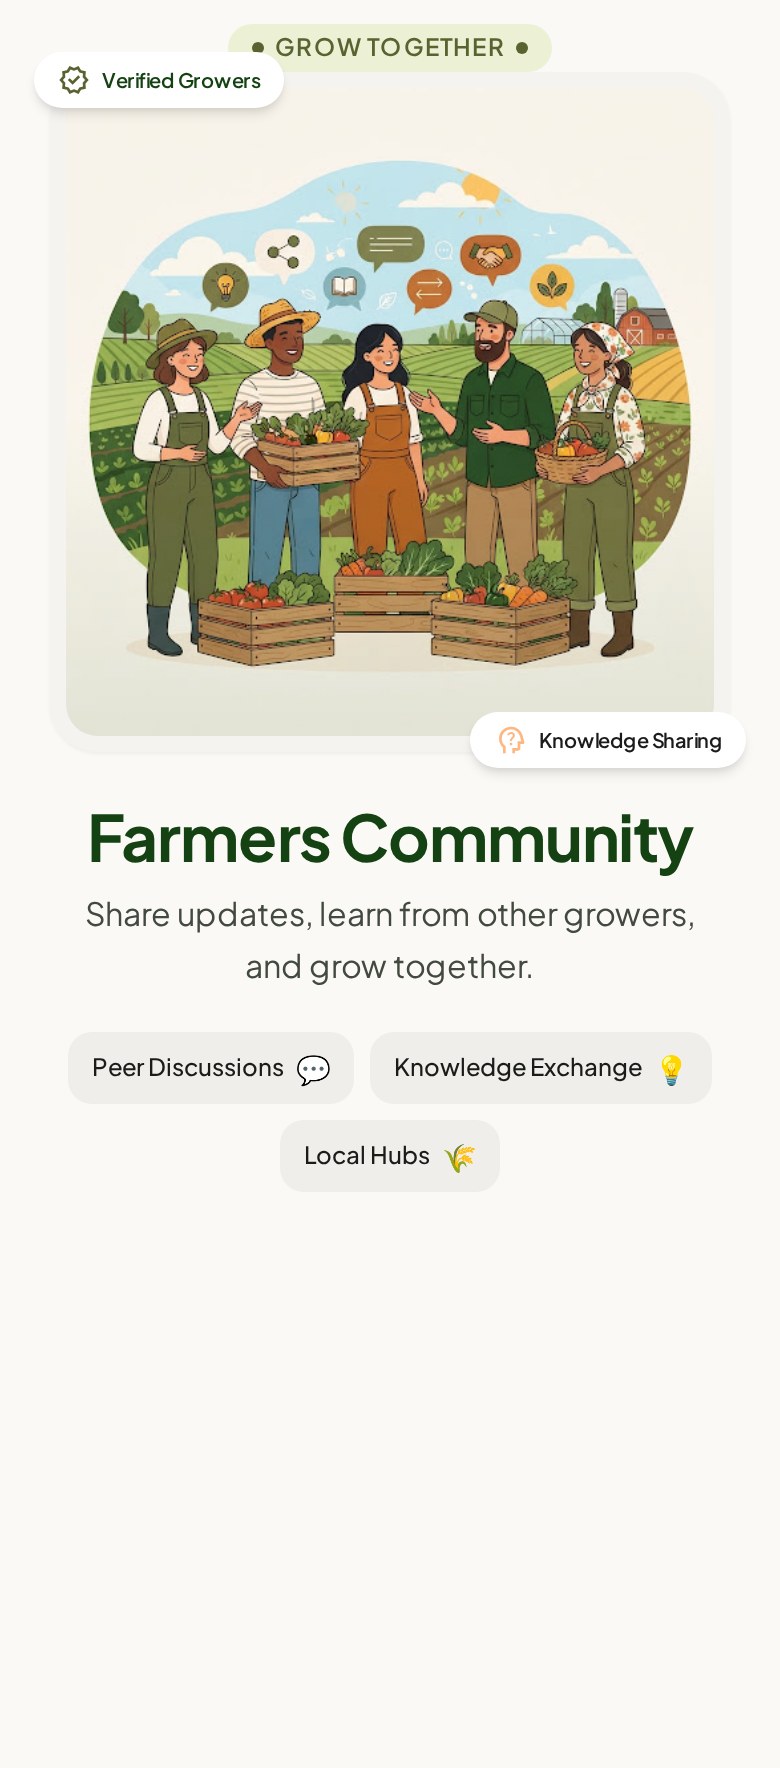 • GROW TOGETHER •
Verified Growers
Knowledge Sharing
Farmers Community
Share updates, learn from other growers,
and grow together.
Peer Discussions 💬
Knowledge Exchange 💡
Local Hubs 🌾